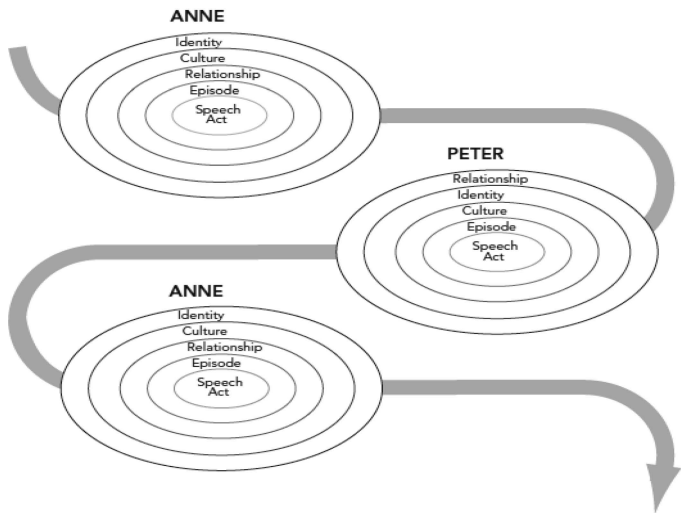 ANNE
Identity
Culture
Relationship
Episode
Speech
Act
PETER
Relationship
Identity
Culture
Episode
Speech
Act
ANNE
Identity
Culture
Relationship
Episode
Speech
Act